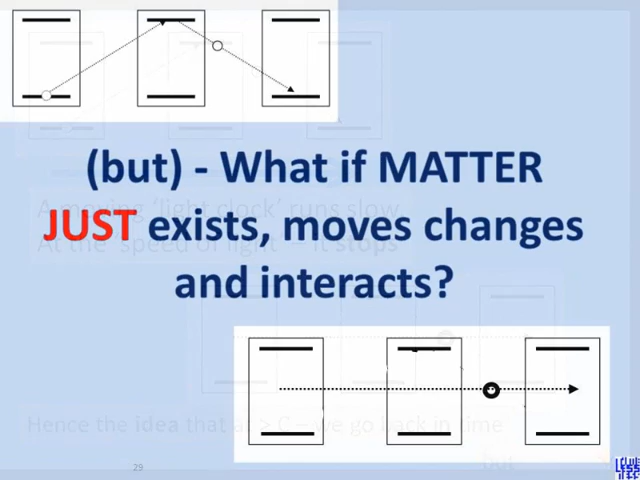 (but) - What if MATTER
JUST exists, moves changes
and interacts?
A moving 'light clock' runs slow,
At the 'speed of light' – it stops
Hence the idea that at > C – we go back in 'time'
but
29